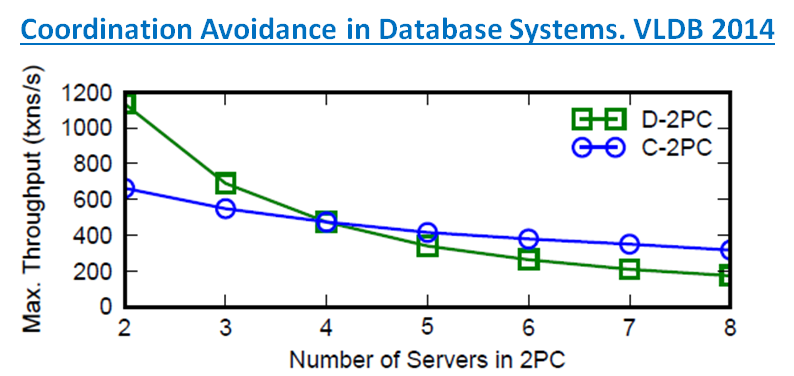 Coordination Avoidance in Database Systems. VLDB 2014
Max. Throughput (txns/s)
1200
1000
800
600
400
200
0
D-2PC
C-2PC
2 3 4 5 6 7 8
Number of Servers in 2PC